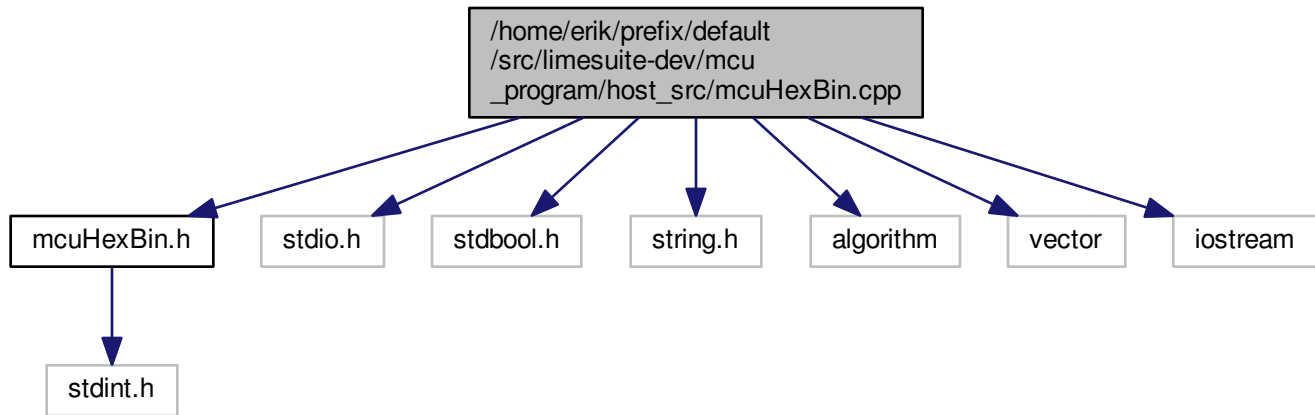 /home/erik/prefix/default
/src/limesuite-dev/mcu
_program/host_src/mcuHexBin.cpp
mcuHexBin.h
stdio.h
stdbool.h
string.h
algorithm
vector
iostream
stdint.h